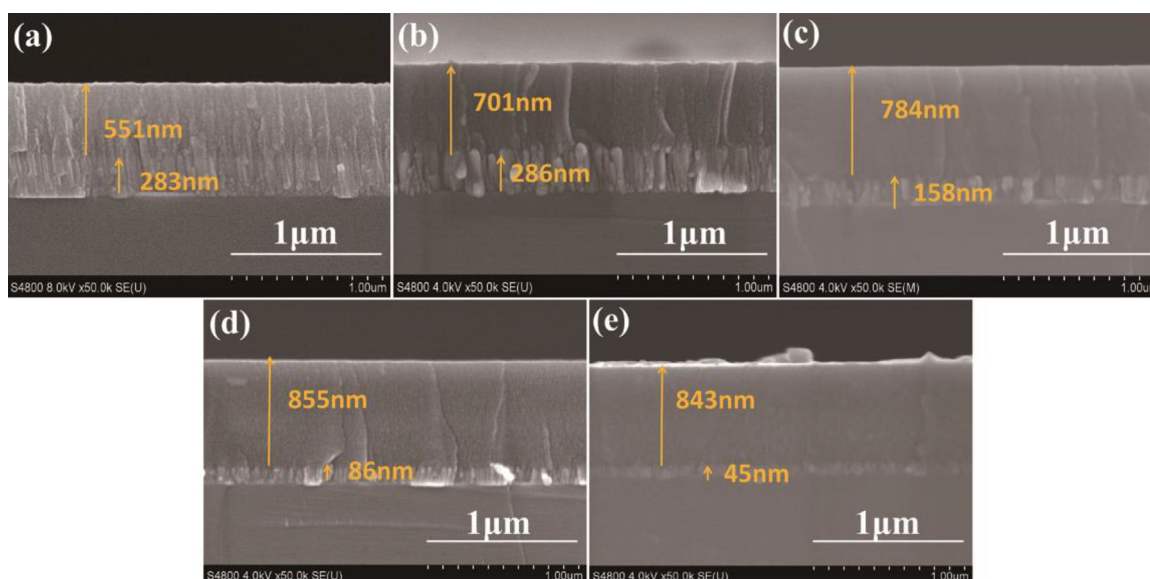 (a)
551nm
283nm
1μm
S4800 8.0kV x50.0k SE(U)
1.00um
(b)
701nm
286nm
1μm
S4800 4.0kV x50.0k SE(U)
1.00um
(c)
784nm
158nm
1μm
S4800 4.0kV x50.0k SE(M)
1.00um
(d)
855nm
86nm
1μm
S4800 4.0kV x50.0k SE(U)
1.00um
(e)
843nm
45nm
1μm
S4800 4.0kV x50.0k SE(U)
1.00um